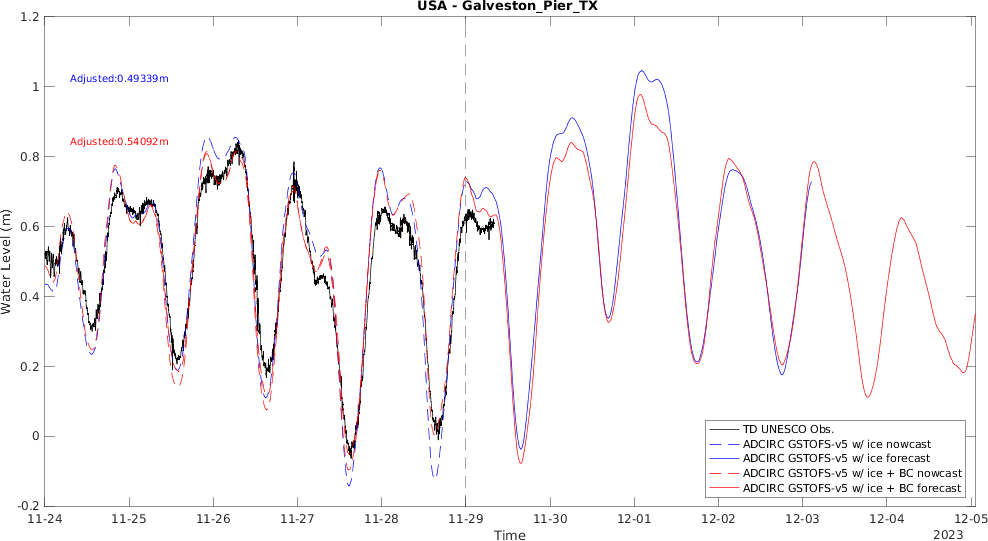 USA - Galveston_Pier_TX
1.2
1
0.8
0.6
0.4
0.2
0
-0.2
Water Level (m)
Adjusted:0.49339m
Adjusted:0.54092m
TD UNESCO Obs.
ADCIRC GSTOFS-v5 w/ ice nowcast
ADCIRC GSTOFS-v5 w/ ice forecast
ADCIRC GSTOFS-v5 w/ ice + BC nowcast
ADCIRC GSTOFS-v5 w/ ice + BC forecast
11-24 11-25 11-26 11-27 11-28 11-29 11-30 12-01 12-02 12-03 12-04 12-05
Time
2023